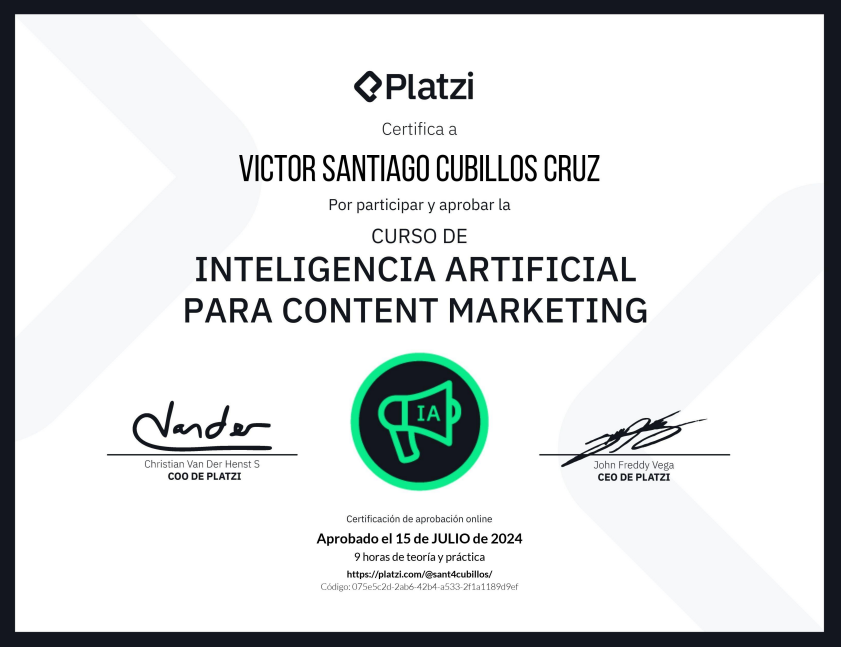 Platzi
Certifica a
VICTOR SANTIAGO CUBILLOS CRUZ
Por participar y aprobar la
CURSO DE
INTELIGENCIA ARTIFICIAL
PARA CONTENT MARKETING
IA
Vander
Christian Van Der Henst S
COO DE PLATZI
John Freddy Vega
CEO DE PLATZI
Certificación de aprobación online
Aprobado el 15 de JULIO de 2024
9 horas de teoría y práctica
https://platzi.com/@sant4cubillos/
Código: 075e5c2d-2ab6-42b4-a533-2f1a1189d9ef